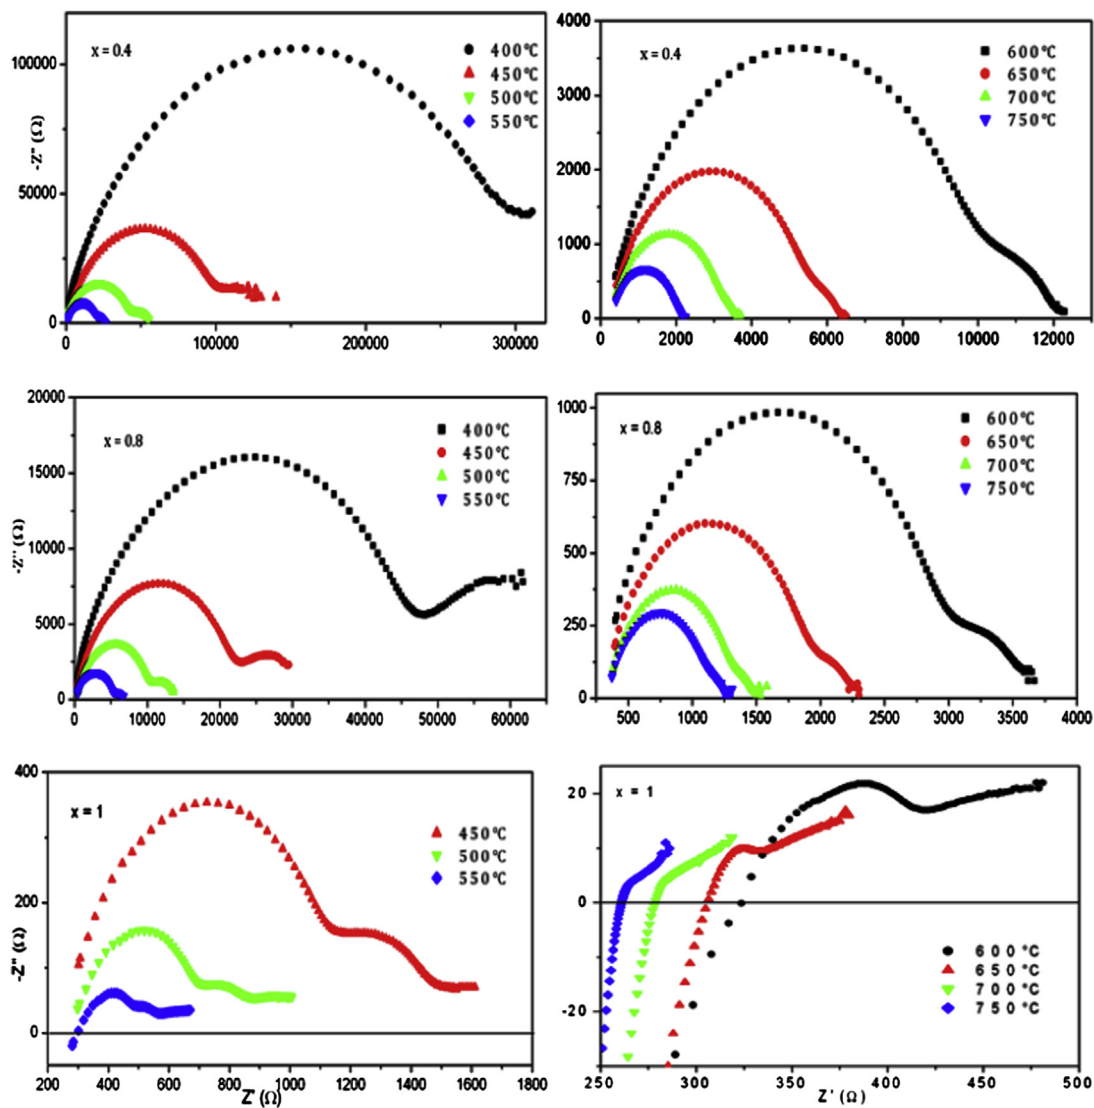 x = 0.4
400°C
450°C
500°C
550°C
-Z" (Ω)
100000
50000
0
0 100000 200000 300000
x = 0.4
600°C
650°C
700°C
750°C
4000
3000
2000
1000
0
0 2000 4000 6000 8000 10000 12000
x = 0.8
400°C
450°C
500°C
550°C
-Z'' (Ω)
20000
15000
10000
5000
0
0 10000 20000 30000 40000 50000 60000
x = 0.8
600°C
650°C
700°C
750°C
1000
750
500
250
0
500 1000 1500 2000 2500 3000 3500 4000
x = 1
450°C
500°C
550°C
-Z" (Ω)
400
200
0
200 400 600 800 1000 1200 1400 1600 1800
Z' (Ω)
x = 1
600°C
650°C
700°C
750°C
20
0
-20
250 300 350 400 450 500
Z' (Ω)